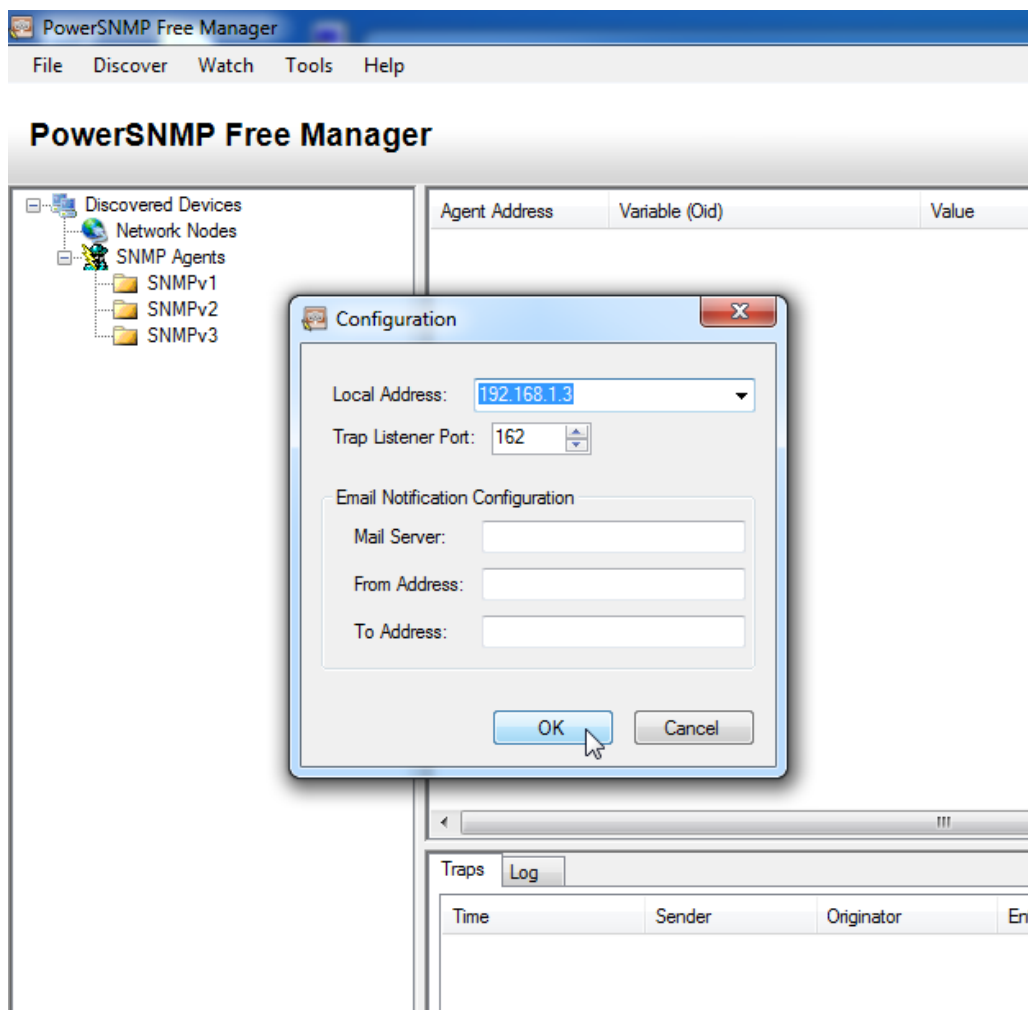 PowerSNMP Free Manager
File Discover Watch Tools Help
PowerSNMP Free Manager
Discovered Devices
Network Nodes
SNMP Agents
SNMPv1
SNMPv2
SNMPv3
Agent Address Variable (Oid) Value
Configuration
Local Address: 192.168.1.3
Trap Listener Port: 162
Email Notification Configuration
Mail Server:
From Address:
To Address:
OK Cancel
Traps Log
Time Sender Originator